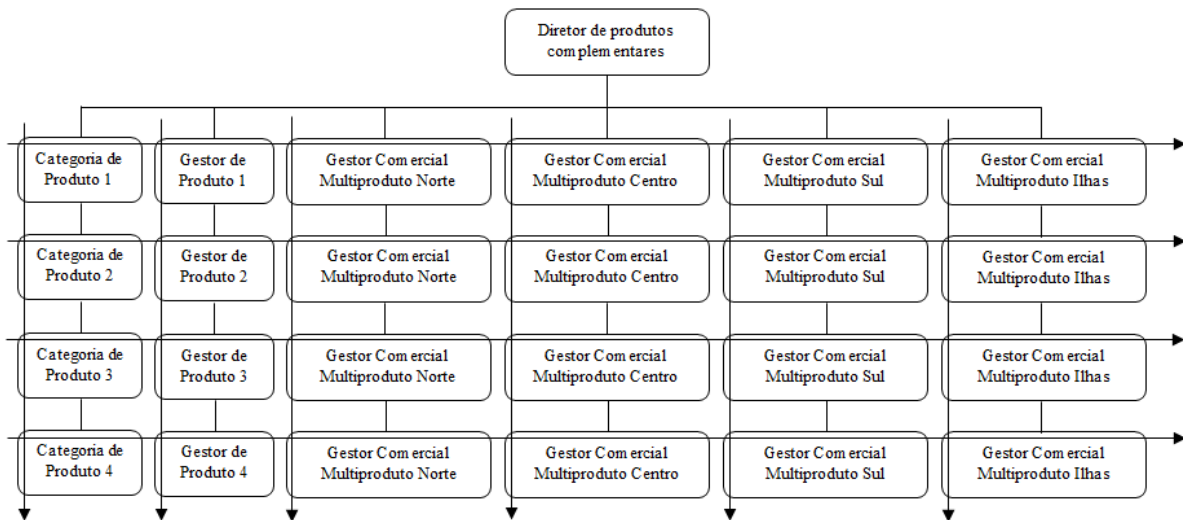 Diretor de produtos
complementares
Categoria de
Produto 1
Gestor de
Produto 1
Gestor Comercial
Multiproduto Norte
Gestor Comercial
Multiproduto Centro
Gestor Comercial
Multiproduto Sul
Gestor Comercial
Multiproduto Ilhas
Categoria de
Produto 2
Gestor de
Produto 2
Gestor Comercial
Multiproduto Norte
Gestor Comercial
Multiproduto Centro
Gestor Comercial
Multiproduto Sul
Gestor Comercial
Multiproduto Ilhas
Categoria de
Produto 3
Gestor de
Produto 3
Gestor Comercial
Multiproduto Norte
Gestor Comercial
Multiproduto Centro
Gestor Comercial
Multiproduto Sul
Gestor Comercial
Multiproduto Ilhas
Categoria de
Produto 4
Gestor de
Produto 4
Gestor Comercial
Multiproduto Norte
Gestor Comercial
Multiproduto Centro
Gestor Comercial
Multiproduto Sul
Gestor Comercial
Multiproduto Ilhas